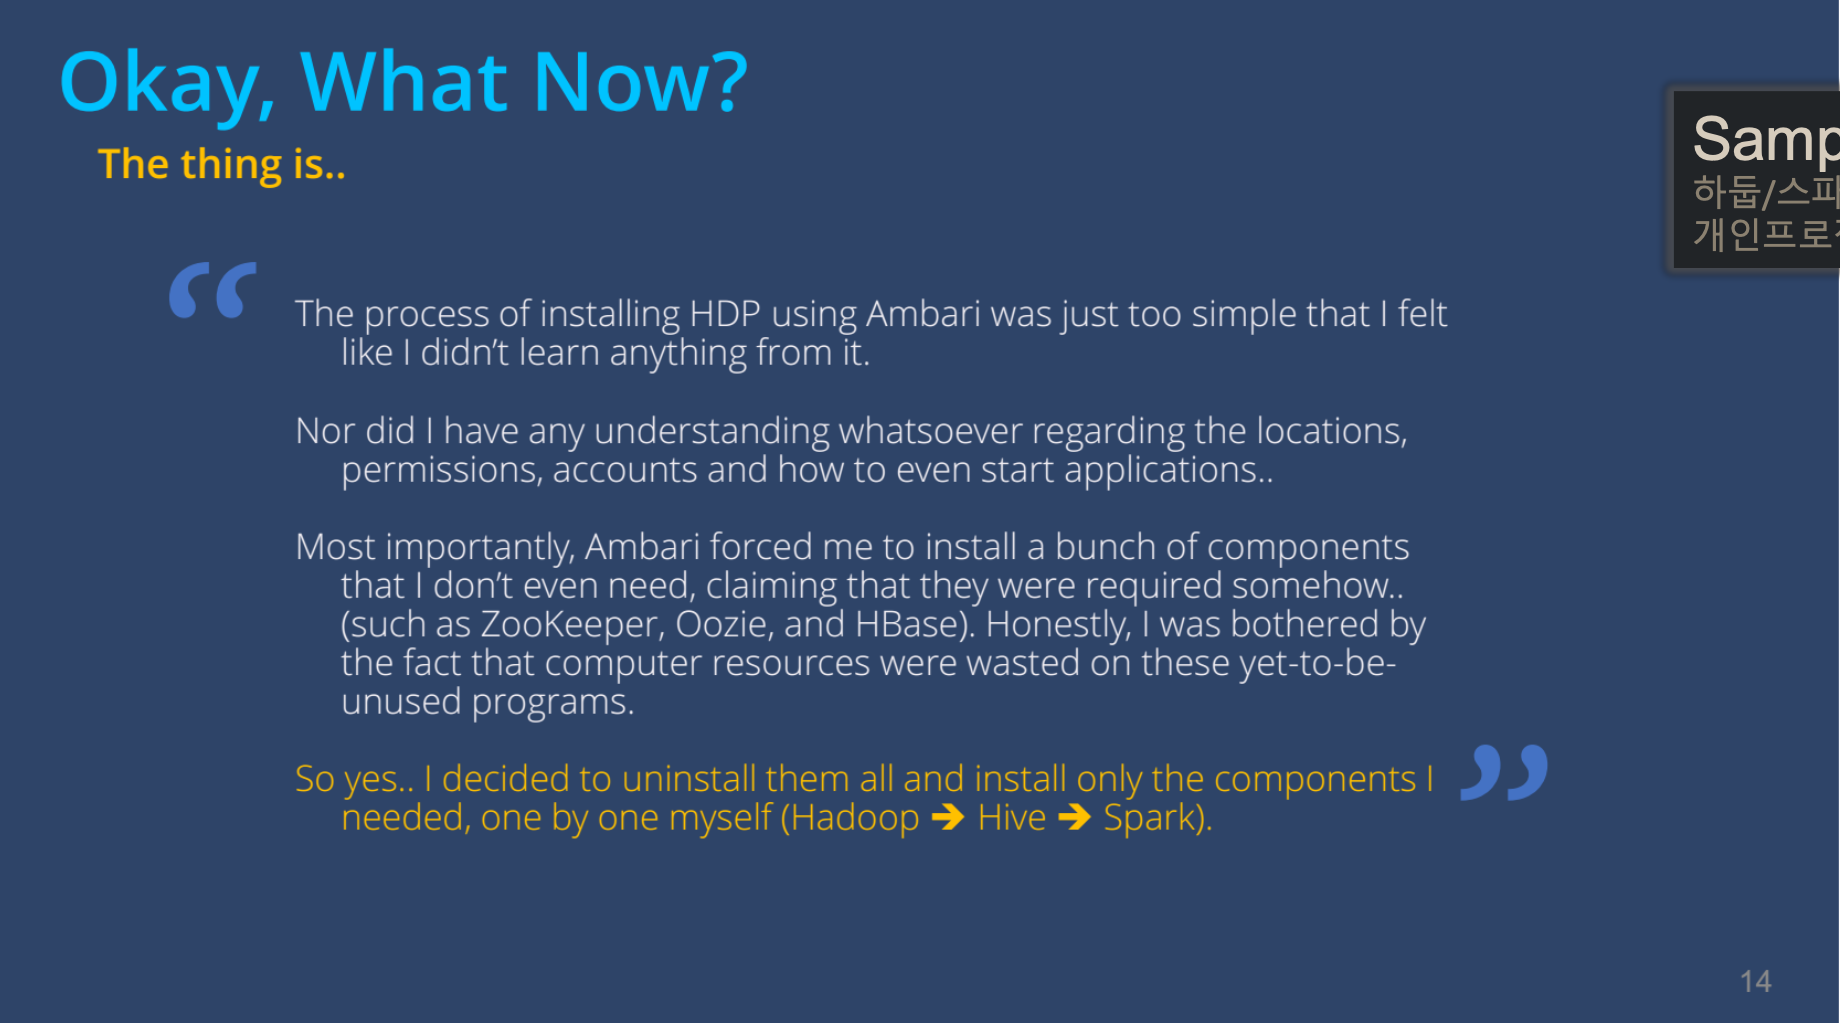 Okay, What Now?
The thing is..
The process of installing HDP using Ambari was just too simple that I felt
like I didn't learn anything from it.
Nor did I have any understanding whatsoever regarding the locations,
permissions, accounts and how to even start applications..
Most importantly, Ambari forced me to install a bunch of components
that I don't even need, claiming that they were required somehow..
(such as ZooKeeper, Oozie, and HBase). Honestly, I was bothered by
the fact that computer resources were wasted on these yet-to-be-
unused programs.
So yes.. I decided to uninstall them all and install only the components I
needed, one by one myself (Hadoop ➔ Hive ➔ Spark).
Samp
하둡/스파
개인프로
14